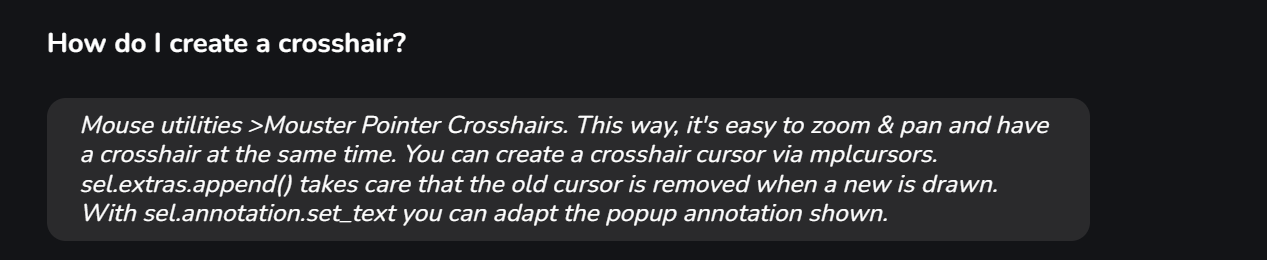 How do I create a crosshair?
Mouse utilities >Mouster Pointer Crosshairs. This way, it's easy to zoom & pan and have
a crosshair at the same time. You can create a crosshair cursor via mplcursors.
sel.extras.append() takes care that the old cursor is removed when a new is drawn.
With sel.annotation.set_text you can adapt the popup annotation shown.